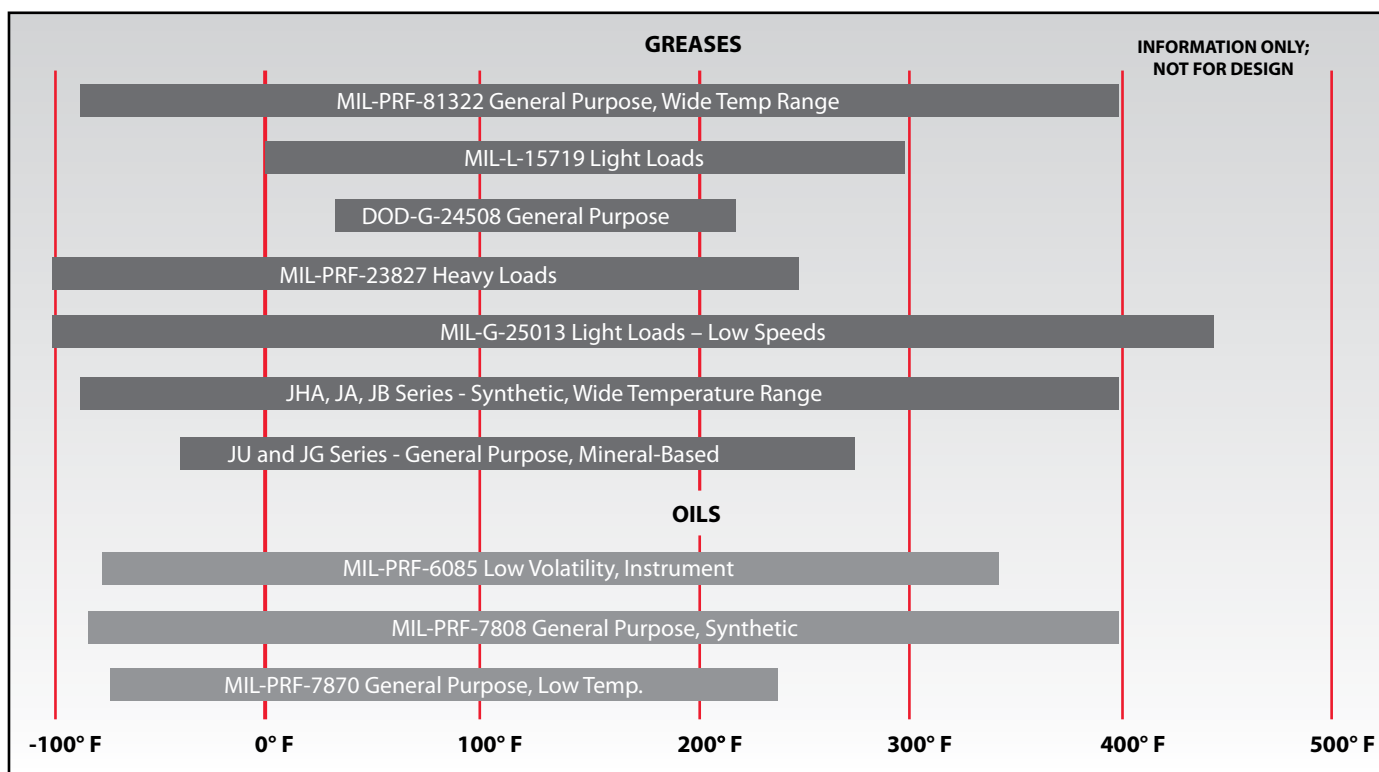 GREASES
INFORMATION ONLY;
NOT FOR DESIGN
MIL-PRF-81322 General Purpose, Wide Temp Range
MIL-L-15719 Light Loads
DOD-G-24508 General Purpose
MIL-PRF-23827 Heavy Loads
MIL-G-25013 Light Loads – Low Speeds
JHA, JA, JB Series - Synthetic, Wide Temperature Range
JU and JG Series - General Purpose, Mineral-Based
OILS
MIL-PRF-6085 Low Volatility, Instrument
MIL-PRF-7808 General Purpose, Synthetic
MIL-PRF-7870 General Purpose, Low Temp.
-100° F 0° F 100° F 200° F 300° F 400° F 500° F